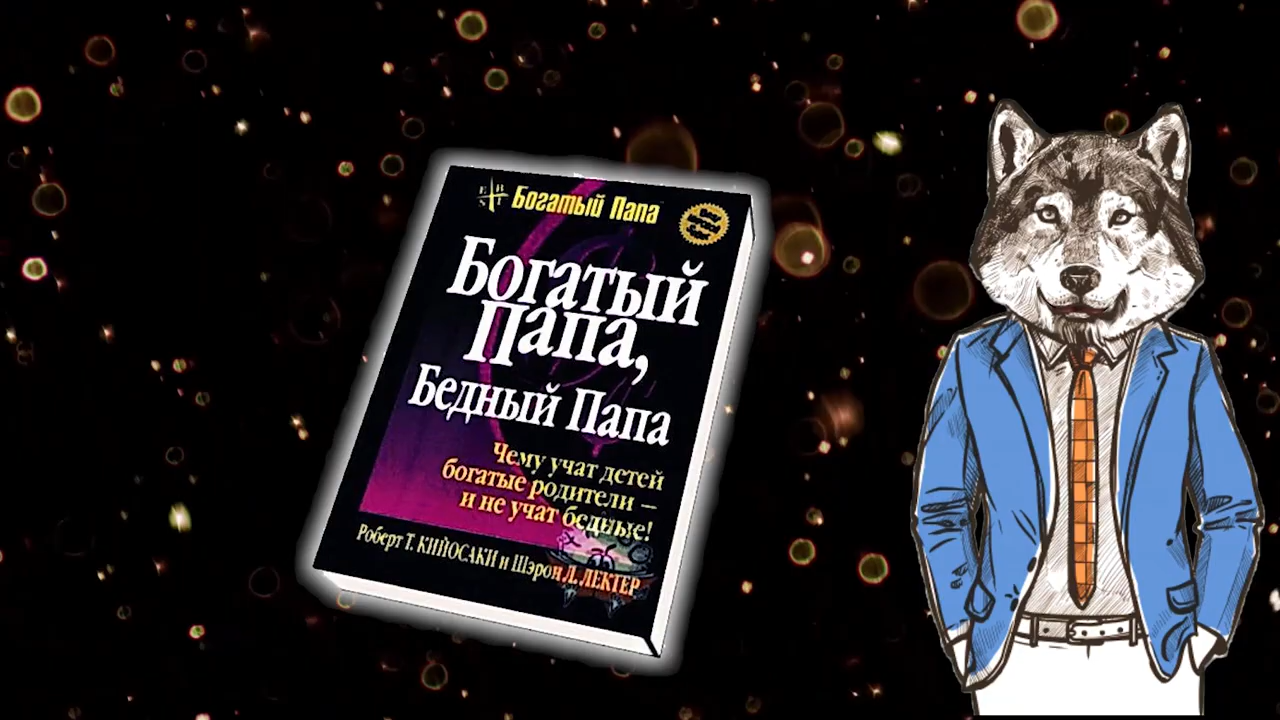 Богатый Папа
Богатый
Папа,
Бедный Папа
Чему учат детей
богатые родители –
и не учат бедные!
Роберт Т. КИЙОСАКИ и Шэрон Л. ЛЕКТЕР